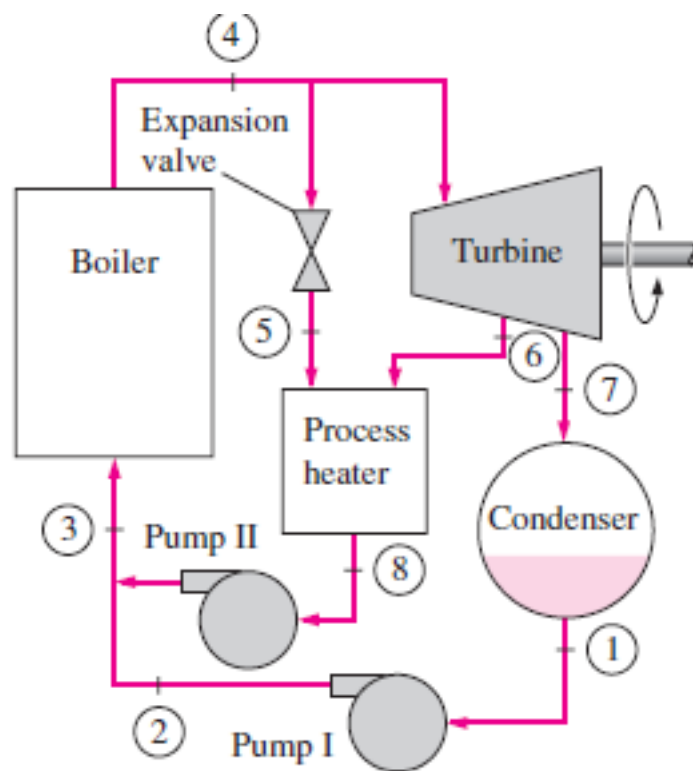 4
Expansion
valve
Boiler
Turbine
5
6
7
Process
heater
Condenser
3
Pump II
8
1
2
Pump I